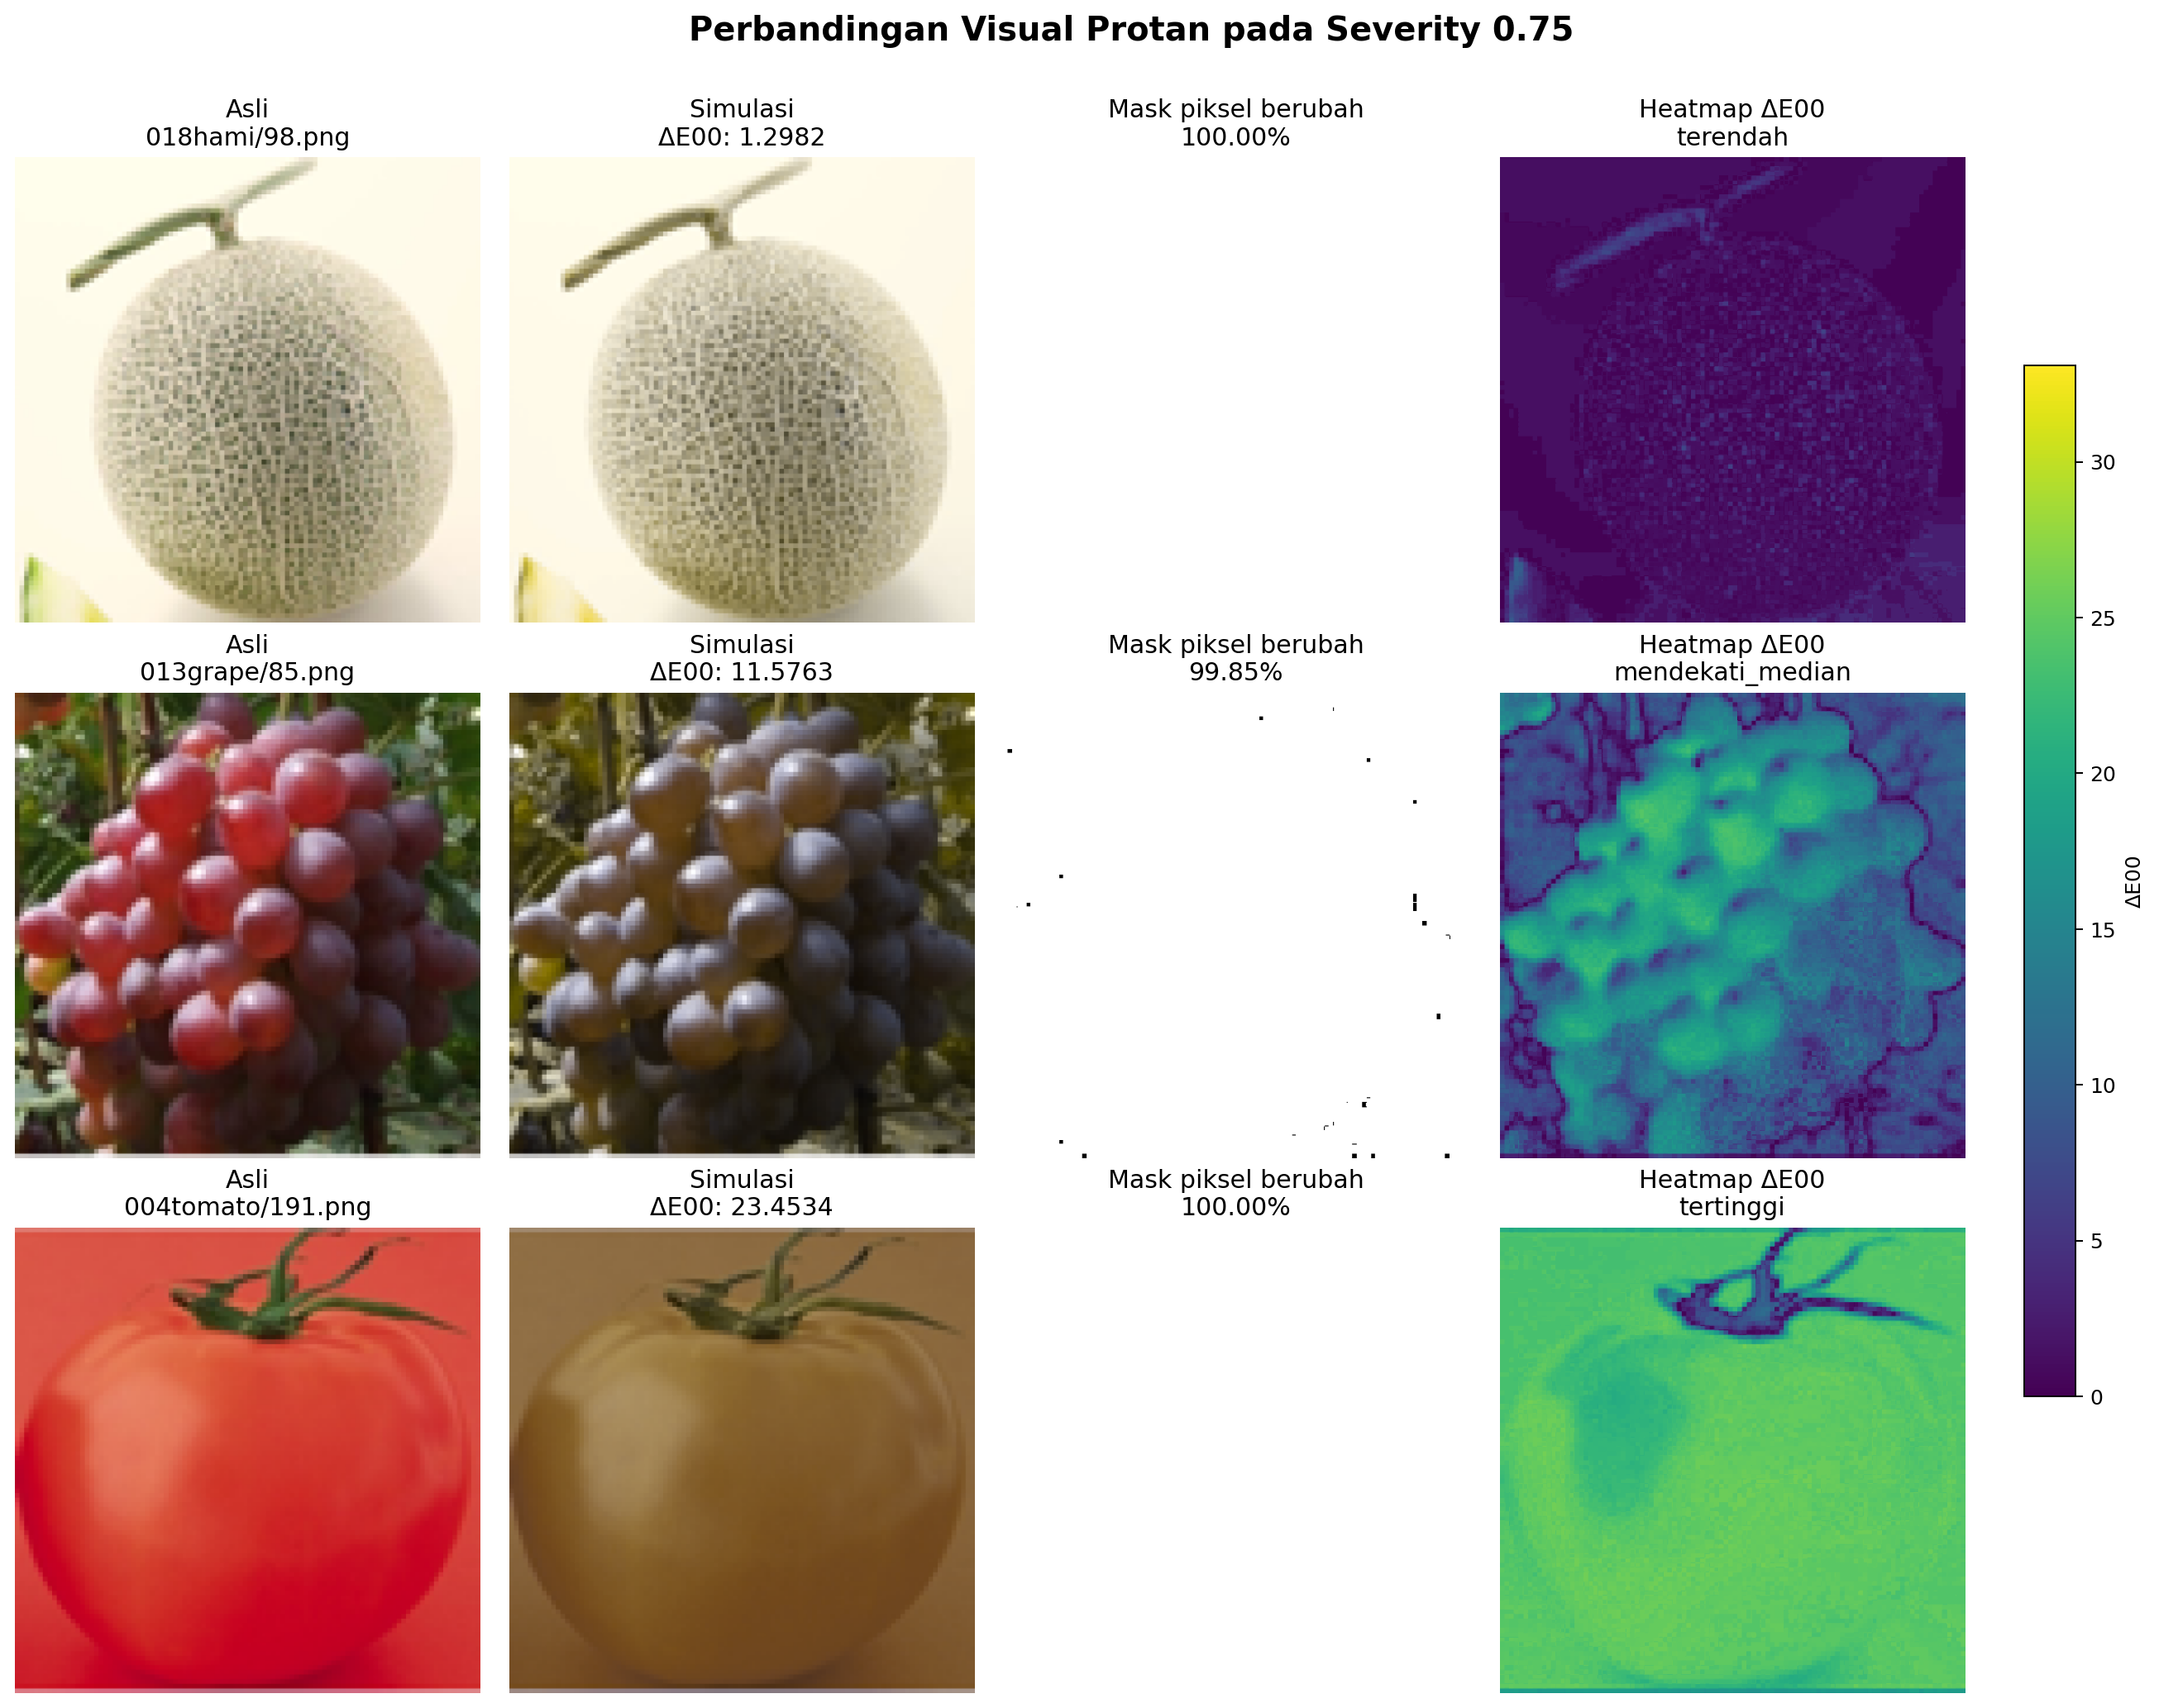 Perbandingan Visual Protan pada Severity 0.75
Asli
018hami/98.png
Simulasi
ΔE00: 1.2982
Mask piksel berubah
100.00%
Heatmap ΔE00
terendah
Asli
013grape/85.png
Simulasi
ΔE00: 11.5763
Mask piksel berubah
99.85%
Heatmap ΔE00
mendekati_median
Asli
004tomato/191.png
Simulasi
ΔE00: 23.4534
Mask piksel berubah
100.00%
Heatmap ΔE00
tertinggi
30
25
20
15
10
5
0
ΔE00